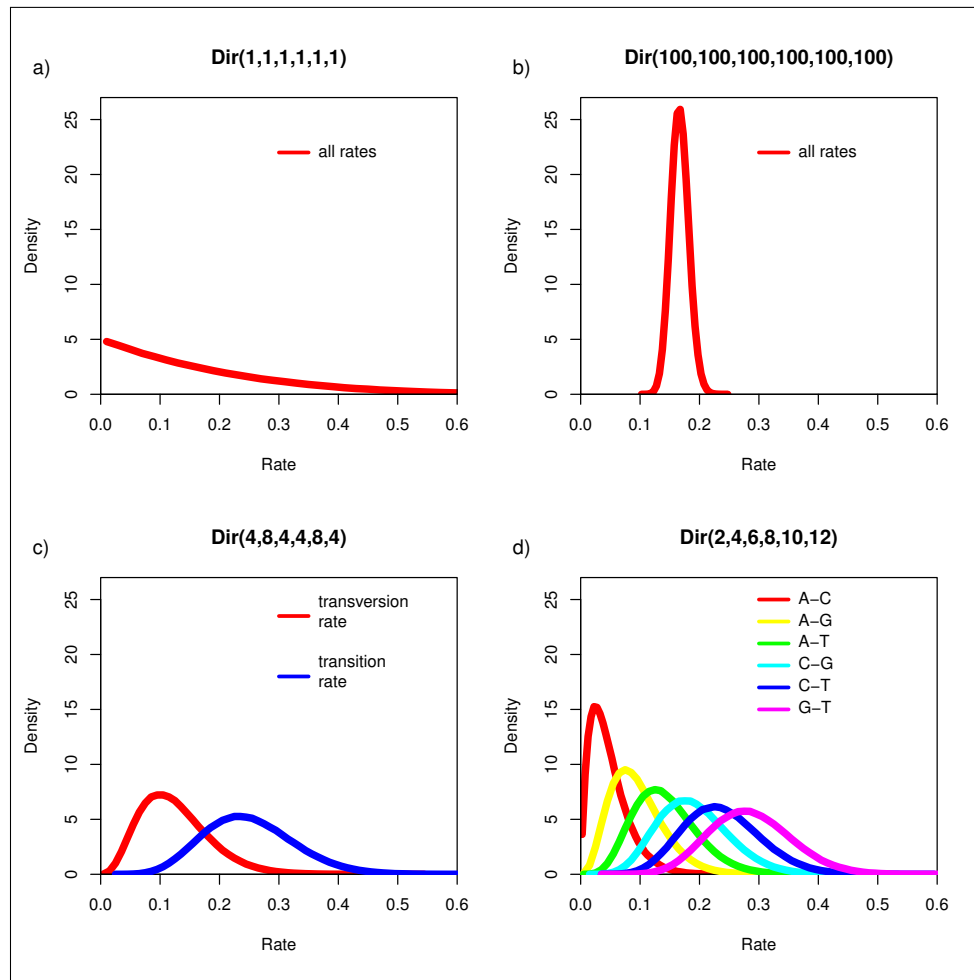 a)
Dir(1,1,1,1,1,1)
all rates
Density
0
5
10
15
20
25
0.0 0.1 0.2 0.3 0.4 0.5 0.6
Rate
b)
Dir(100,100,100,100,100,100)
all rates
Density
0
5
10
15
20
25
0.0 0.1 0.2 0.3 0.4 0.5 0.6
Rate
c)
Dir(4,8,4,4,8,4)
transversion
rate
transition
rate
Density
0
5
10
15
20
25
0.0 0.1 0.2 0.3 0.4 0.5 0.6
Rate
d)
Dir(2,4,6,8,10,12)
A−C
A−G
A−T
C−G
C−T
G−T
Density
0
5
10
15
20
25
0.0 0.1 0.2 0.3 0.4 0.5 0.6
Rate